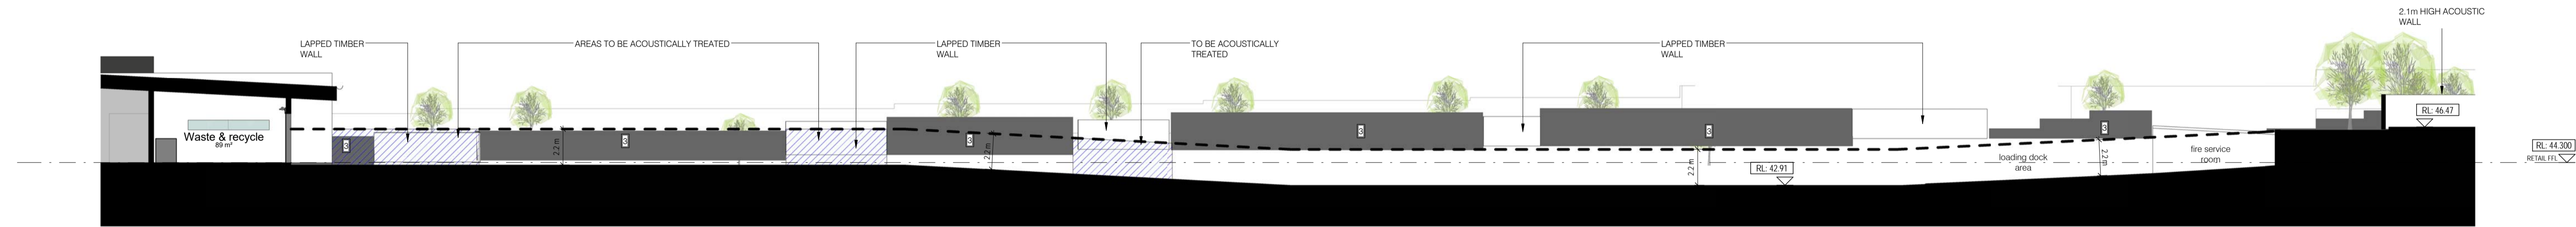 2.1m HIGH ACOUSTIC
WALL
LAPPED TIMBER
WALL
AREAS TO BE ACOUSTICALLY TREATED
LAPPED TIMBER
WALL
TO BE ACOUSTICALLY
TREATED
LAPPED TIMBER
WALL
RL: 46.47
Waste & recycle
89 m²
2.2 m
2.2 m
2.2 m
2.2 m
RL: 42.91
loading dock
area
fire service
room
RL: 44.300
RETAIL FFL